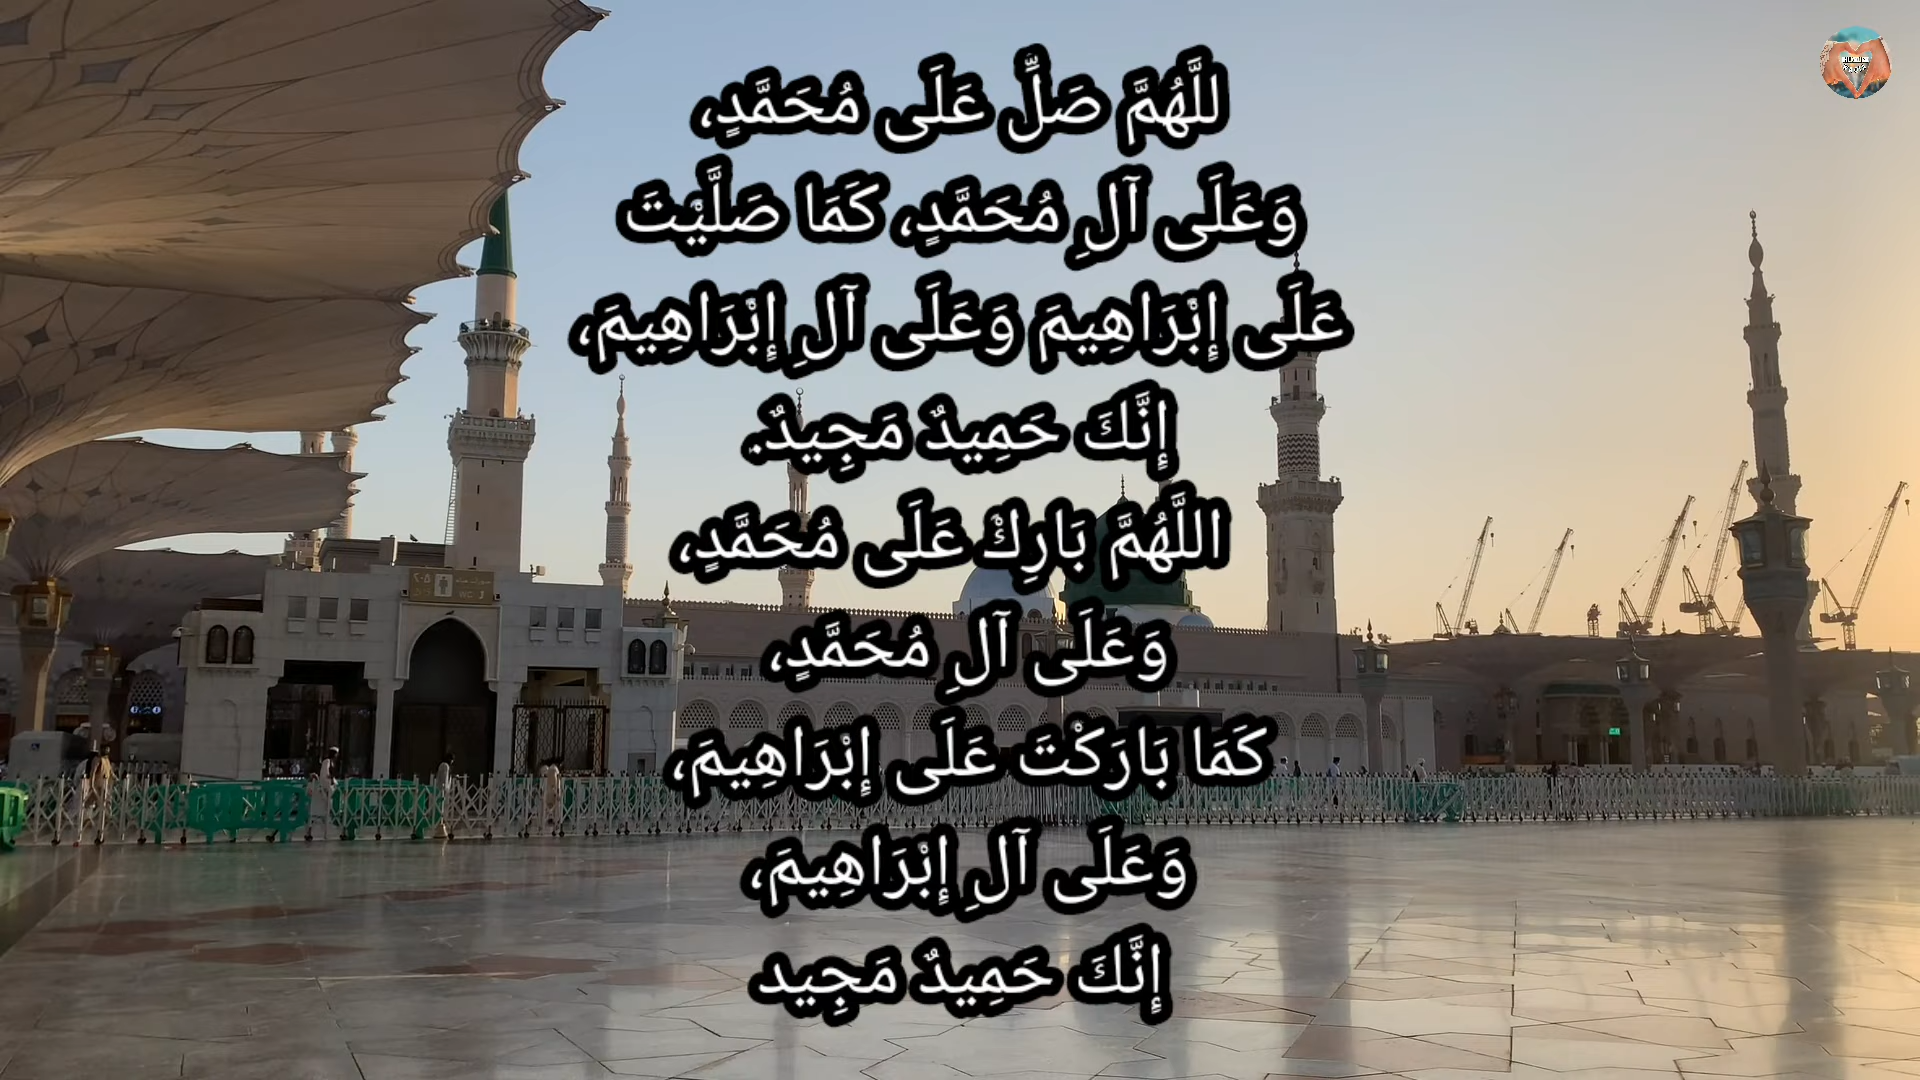 للَّهُمَّ صَلِّ عَلَى مُحَمَّدٍ،
وَعَلَى آلِ مُحَمَّدٍ، كَمَا صَلَّيْتَ
عَلَى إِبْرَاهِيمَ وَعَلَى آلِ إِبْرَاهِيمَ،
إِنَّكَ حَمِيدٌ مَجِيدٌ.
اللَّهُمَّ بَارِكْ عَلَى مُحَمَّدٍ،
وَعَلَى آلِ مُحَمَّدٍ،
كَمَا بَارَكْتَ عَلَى إِبْرَاهِيمَ،
وَعَلَى آلِ إِبْرَاهِيمَ،
إِنَّكَ حَمِيدٌ مَجِيد
WC